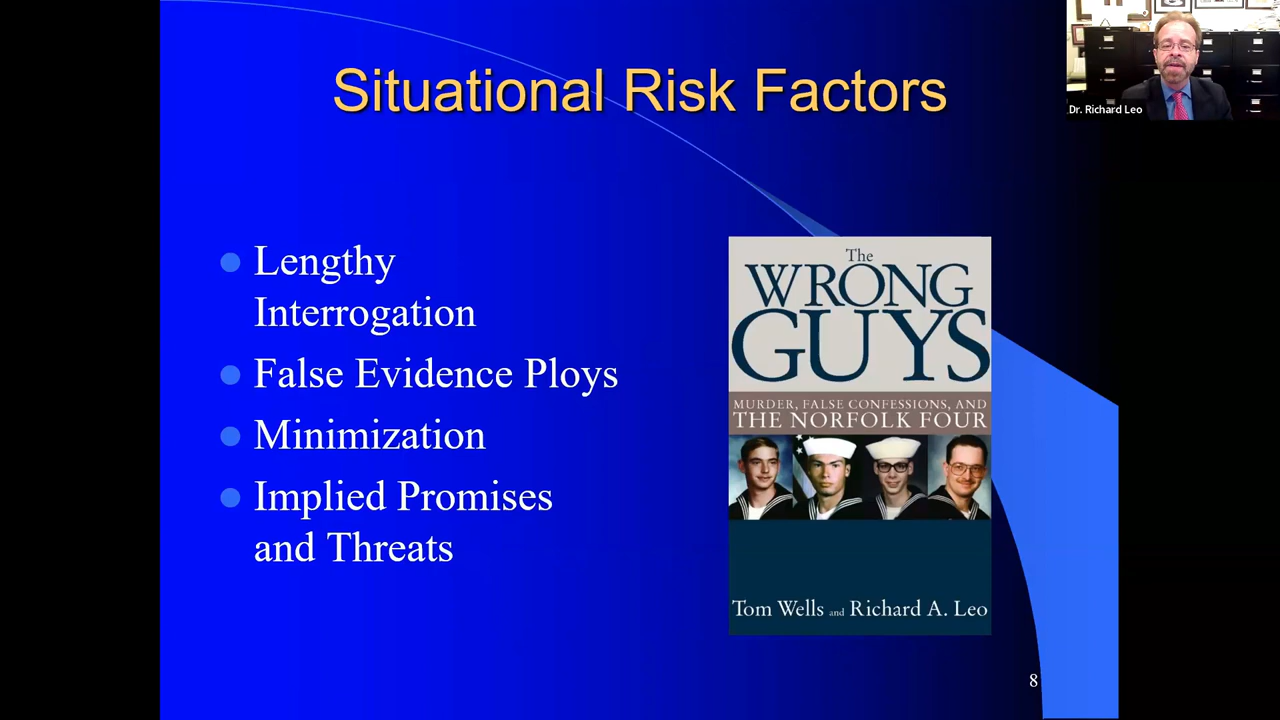 Situational Risk Factors
Dr. Richard Leo
Lengthy
Interrogation
False Evidence Ploys
Minimization
Implied Promises
and Threats
The
WRONG
GUYS
MURDER, FALSE CONFESSIONS, AND
THE NORFOLK FOUR
Tom Wells and Richard A. Leo
8